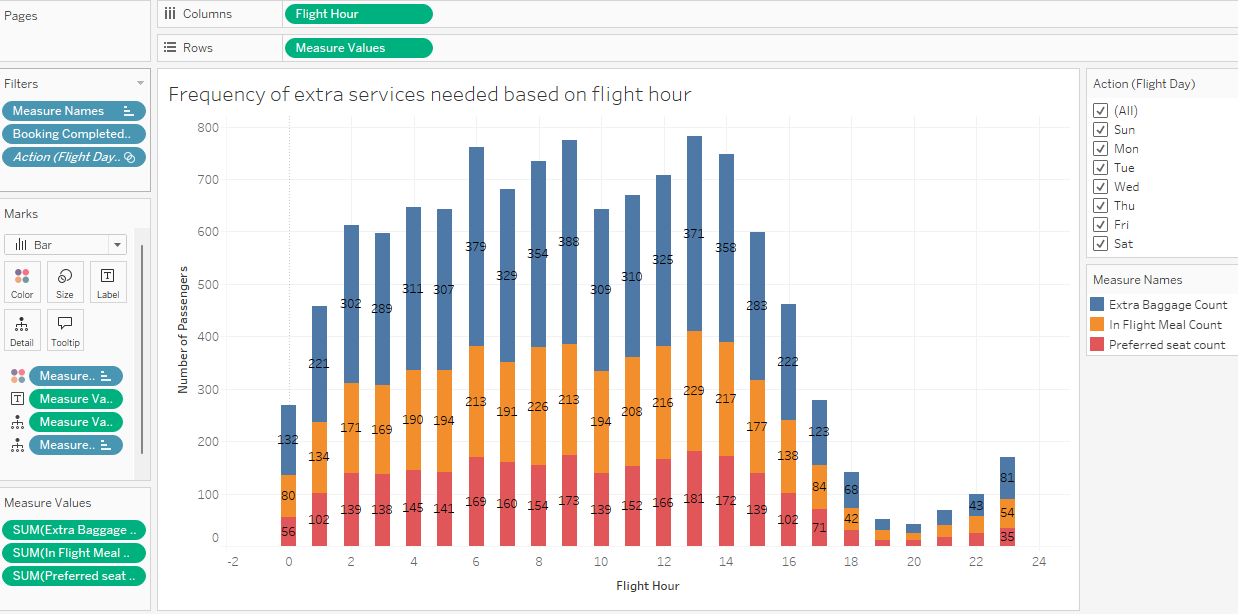 Pages
Columns
Flight Hour
Rows
Measure Values
Filters
Measure Names
Booking Completed..
Action (Flight Day..
Marks
Bar
Color
Size
Label
Detail
Tooltip
Measure..
Measure Va..
Measure Va..
Measure..
Measure Values
SUM(Extra Baggage ..
SUM(In Flight Meal ..
SUM(Preferred seat ..
Frequency of extra services needed based on flight hour
Number of Passengers
800
700
600
500
400
300
200
100
0
132 221 302 289 311 307 379 329 354 388 309 310 325 371 358 283 222 123 68 43 81
80 134 171 169 190 194 213 191 226 213 194 208 216 229 217 177 138 84 42 54
56 102 139 138 145 141 169 160 154 173 139 152 166 181 172 139 102 71 35
-2 0 2 4 6 8 10 12 14 16 18 20 22 24
Flight Hour
Action (Flight Day)
(All)
Sun
Mon
Tue
Wed
Thu
Fri
Sat
Measure Names
Extra Baggage Count
In Flight Meal Count
Preferred seat count